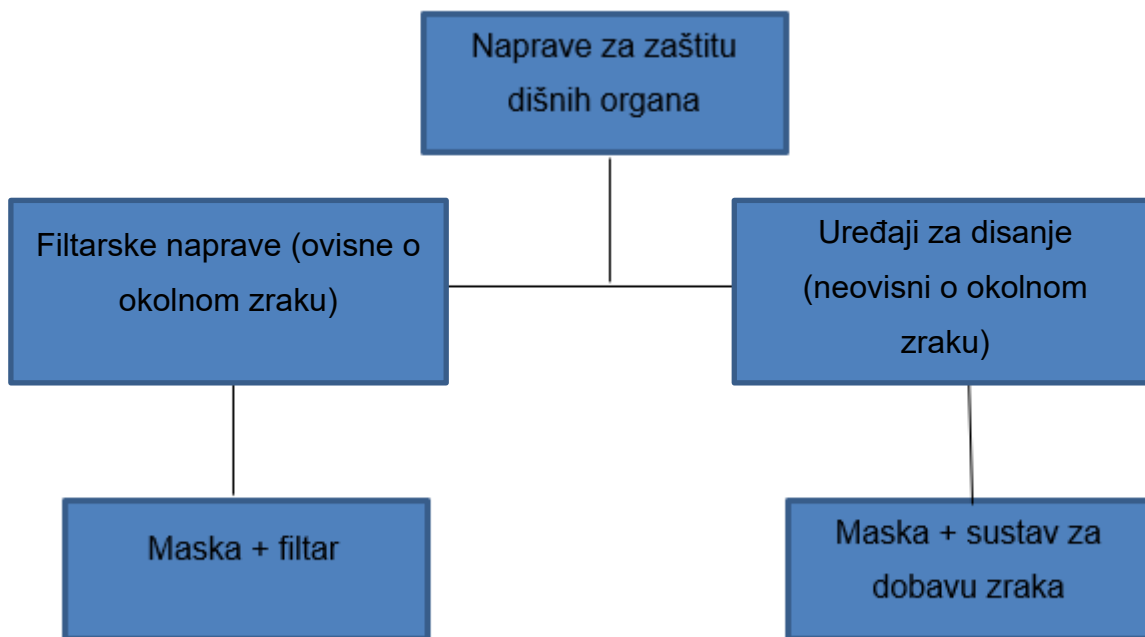 Naprave za zaštitu
dišnih organa
Filtarske naprave (ovisne o
okolnom zraku)
Uređaji za disanje
(neovisni o okolnom
zraku)
Maska + filtar
Maska + sustav za
dobavu zraka